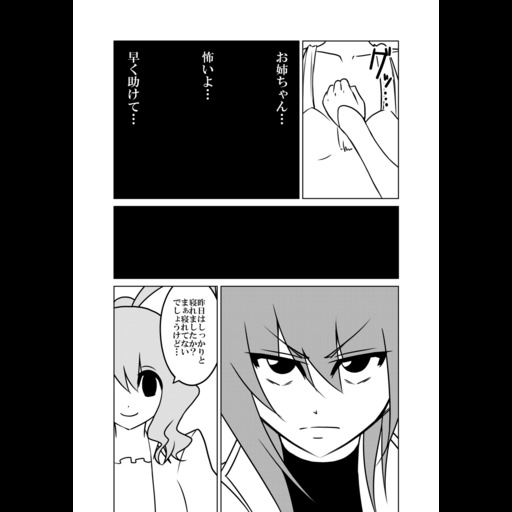 グッ…
お姉ちゃん…
怖いよ…
早く助けて…
昨日はしっかりと
寝れましたか？
まぁ寝れてない
でしょうけど…